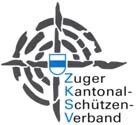 Zuger
Kantonal-
Schützen-
Verband
Z
K
S
V